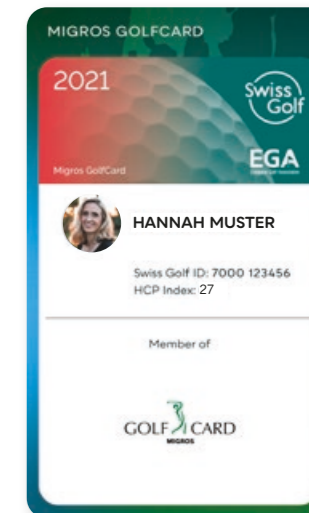 MIGROS GOLFCARD
2021
Swiss
Golf
EGA
Migros GolfCard
HANNAH MUSTER
Swiss Golf ID: 7000 123456
HCP Index: 27
Member of
GOLF CARD
MIGROS